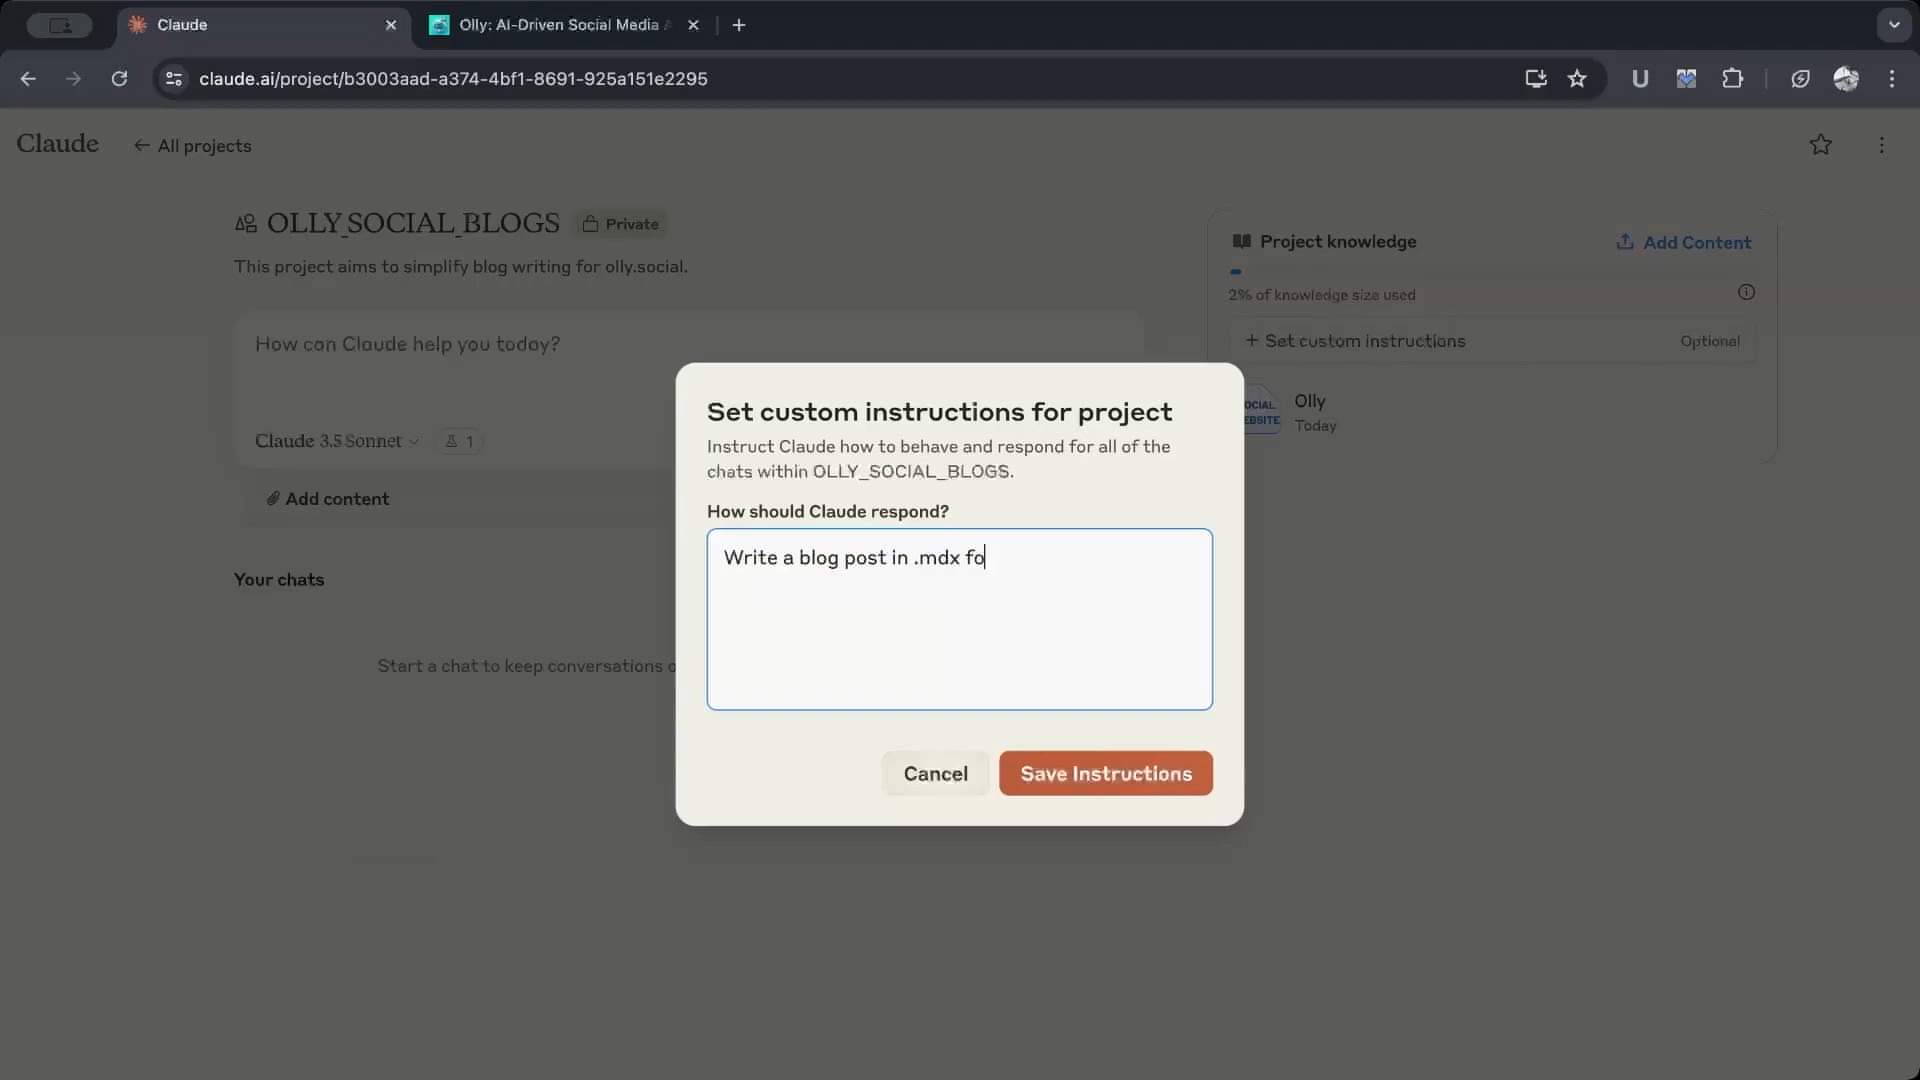 Claude
Olly: AI-Driven Social Media
claude.ai/project/b3003aad-a374-4bf1-8691-925a151e2295
Claude
All projects
OLLY_SOCIAL_BLOGS
Private
This project aims to simplify blog writing for olly.social.
How can Claude help you today?
Claude 3.5 Sonnet
1
Add content
Your chats
Start a chat to keep conversations
Project knowledge
Add Content
2% of knowledge size used
+ Set custom instructions
Optional
OCIAL
EBSITE
Olly
Today
Set custom instructions for project
Instruct Claude how to behave and respond for all of the
chats within OLLY_SOCIAL_BLOGS.
How should Claude respond?
Write a blog post in .mdx fo
Cancel
Save Instructions